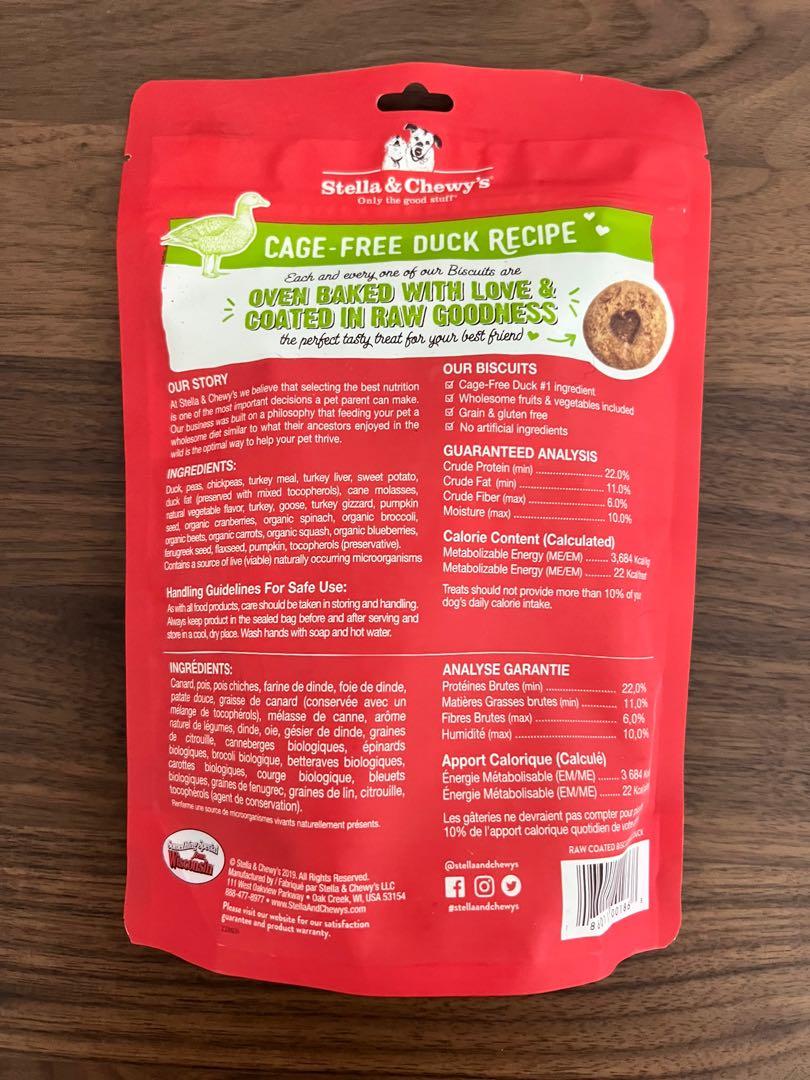 Stella & Chewy's®
Only the good stuff™
CAGE-FREE DUCK RECIPE
Each and every one of our Biscuits are
OVEN BAKED WITH LOVE &
COATED IN RAW GOODNESS
the perfect tasty treat for your best friend
OUR STORY
At Stella & Chewy's we believe that selecting the best nutrition
is one of the most important decisions a pet parent can make.
Our business was built on a philosophy that feeding your pet a
wholesome diet similar to what their ancestors enjoyed in the
wild is the optimal way to help your pet thrive.
INGREDIENTS:
Duck, peas, chickpeas, turkey meal, turkey liver, sweet potato,
duck fat (preserved with mixed tocopherols), cane molasses,
natural vegetable flavor, turkey, goose, turkey gizzard, pumpkin
seed, organic cranberries, organic spinach, organic broccoli,
organic beets, organic carrots, organic squash, organic blueberries,
fenugreek seed, flaxseed, pumpkin, tocopherols (preservative).
Contains a source of live (viable) naturally occurring microorganisms
Handling Guidelines For Safe Use:
As with all food products, care should be taken in storing and handling.
Always keep product in the sealed bag before and after serving and
store in a cool, dry place. Wash hands with soap and hot water.
OUR BISCUITS
☑ Cage-Free Duck #1 ingredient
☑ Wholesome fruits & vegetables included
☑ Grain & gluten free
☑ No artificial ingredients
GUARANTEED ANALYSIS
Crude Protein (min) .................... 22.0%
Crude Fat (min) .................... 11.0%
Crude Fiber (max) .................... 6.0%
Moisture (max) .................... 10.0%
Calorie Content (Calculated)
Metabolizable Energy (ME/EM) ........ 3,684 Kcal/kg
Metabolizable Energy (ME/EM) ........ 22 Kcal/treat
Treats should not provide more than 10% of your
dog's daily calorie intake.
INGRÉDIENTS:
Canard, pois, pois chiches, farine de dinde, foie de dinde,
patate douce, graisse de canard (conservée avec un
mélange de tocophérols), mélasse de canne, arôme
naturel de légumes, dinde, oie, gésier de dinde, graines
de citrouille, canneberges biologiques, épinards
biologiques, brocoli biologique, betteraves biologiques,
carottes biologiques, courge biologique, bleuets
biologiques, graines de fenugrec, graines de lin, citrouille,
tocophérols (agent de conservation).
Renferme une source de microorganismes vivants naturellement présents.
ANALYSE GARANTIE
Protéines Brutes (min) .................... 22,0%
Matières Grasses brutes (min) .................... 11,0%
Fibres Brutes (max) .................... 6,0%
Humidité (max) .................... 10,0%
Apport Calorique (Calculé)
Énergie Métabolisable (EM/ME) ........ 3 684
Énergie Métabolisable (EM/ME) ........ 22
Les gâteries ne devraient pas compter pour
10% de l'apport calorique quotidien de
Something Special
Wisconsin
© Stella & Chewy's 2019. All Rights Reserved.
Manufactured by / Fabriqué par Stella & Chewy's LLC
111 West Oakview Parkway • Oak Creek, WI, USA 53154
888-477-8977 • www.StellaAndChewys.com
Please visit our website for our satisfaction
guarantee and product warranty.
@stellaandchewys
#stellaandchewys
RAW COATED